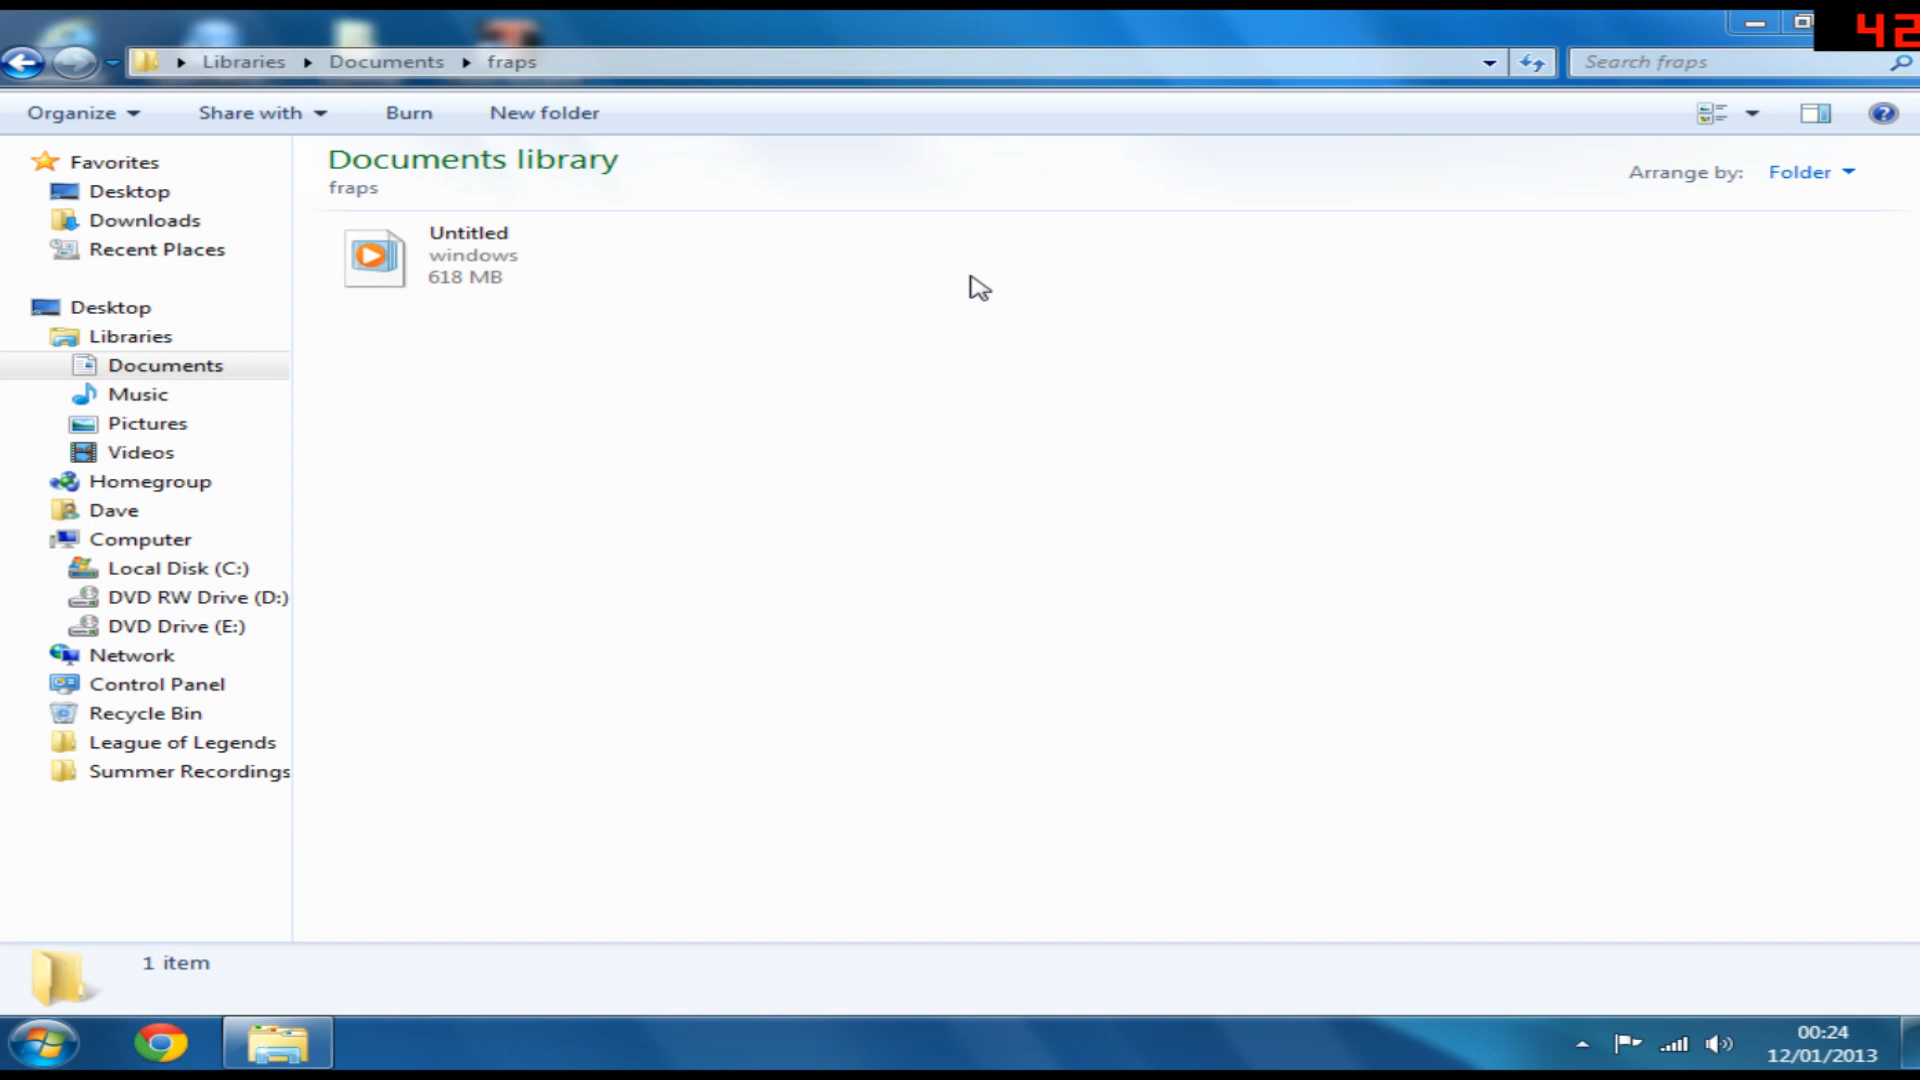 42
Libraries Documents fraps
Search fraps
Organize Share with Burn New folder
Documents library
fraps
Arrange by: Folder
Favorites
Desktop
Downloads
Recent Places
Desktop
Libraries
Documents
Music
Pictures
Videos
Homegroup
Dave
Computer
Local Disk (C:)
DVD RW Drive (D:)
DVD Drive (E:)
Network
Control Panel
Recycle Bin
League of Legends
Summer Recordings
Untitled
windows
618 MB
1 item
00:24
12/01/2013